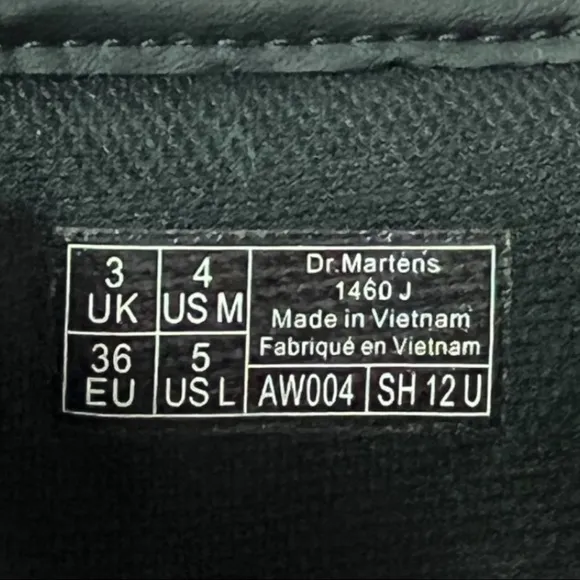 3 UK
4 US M
36 EU
5 US L
Dr.Martens
1460 J
Made in Vietnam
Fabriqué en Vietnam
AW004
SH 12 U